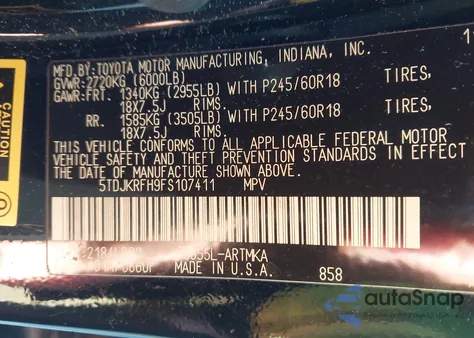 MFD.BY:TOYOTA MOTOR MANUFACTURING, INDIANA, INC.
GVWR:2720KG (6000LB)
GAWR:FRT. 1340KG (2955LB) WITH P245/60R18 TIRES,
18X7.5J RIMS.
RR. 1585KG (3505LB) WITH P245/60R18 TIRES,
18X7.5J RIMS.
THIS VEHICLE CONFORMS TO ALL APPLICABLE FEDERAL MOTOR
VEHICLE SAFETY AND THEFT PREVENTION STANDARDS IN EFFECT
THE DATE OF MANUFACTURE SHOWN ABOVE.
5TDJKRFH9FS107411 MPV
MADE IN U.S.A. 858
CAUTION
autoSnap